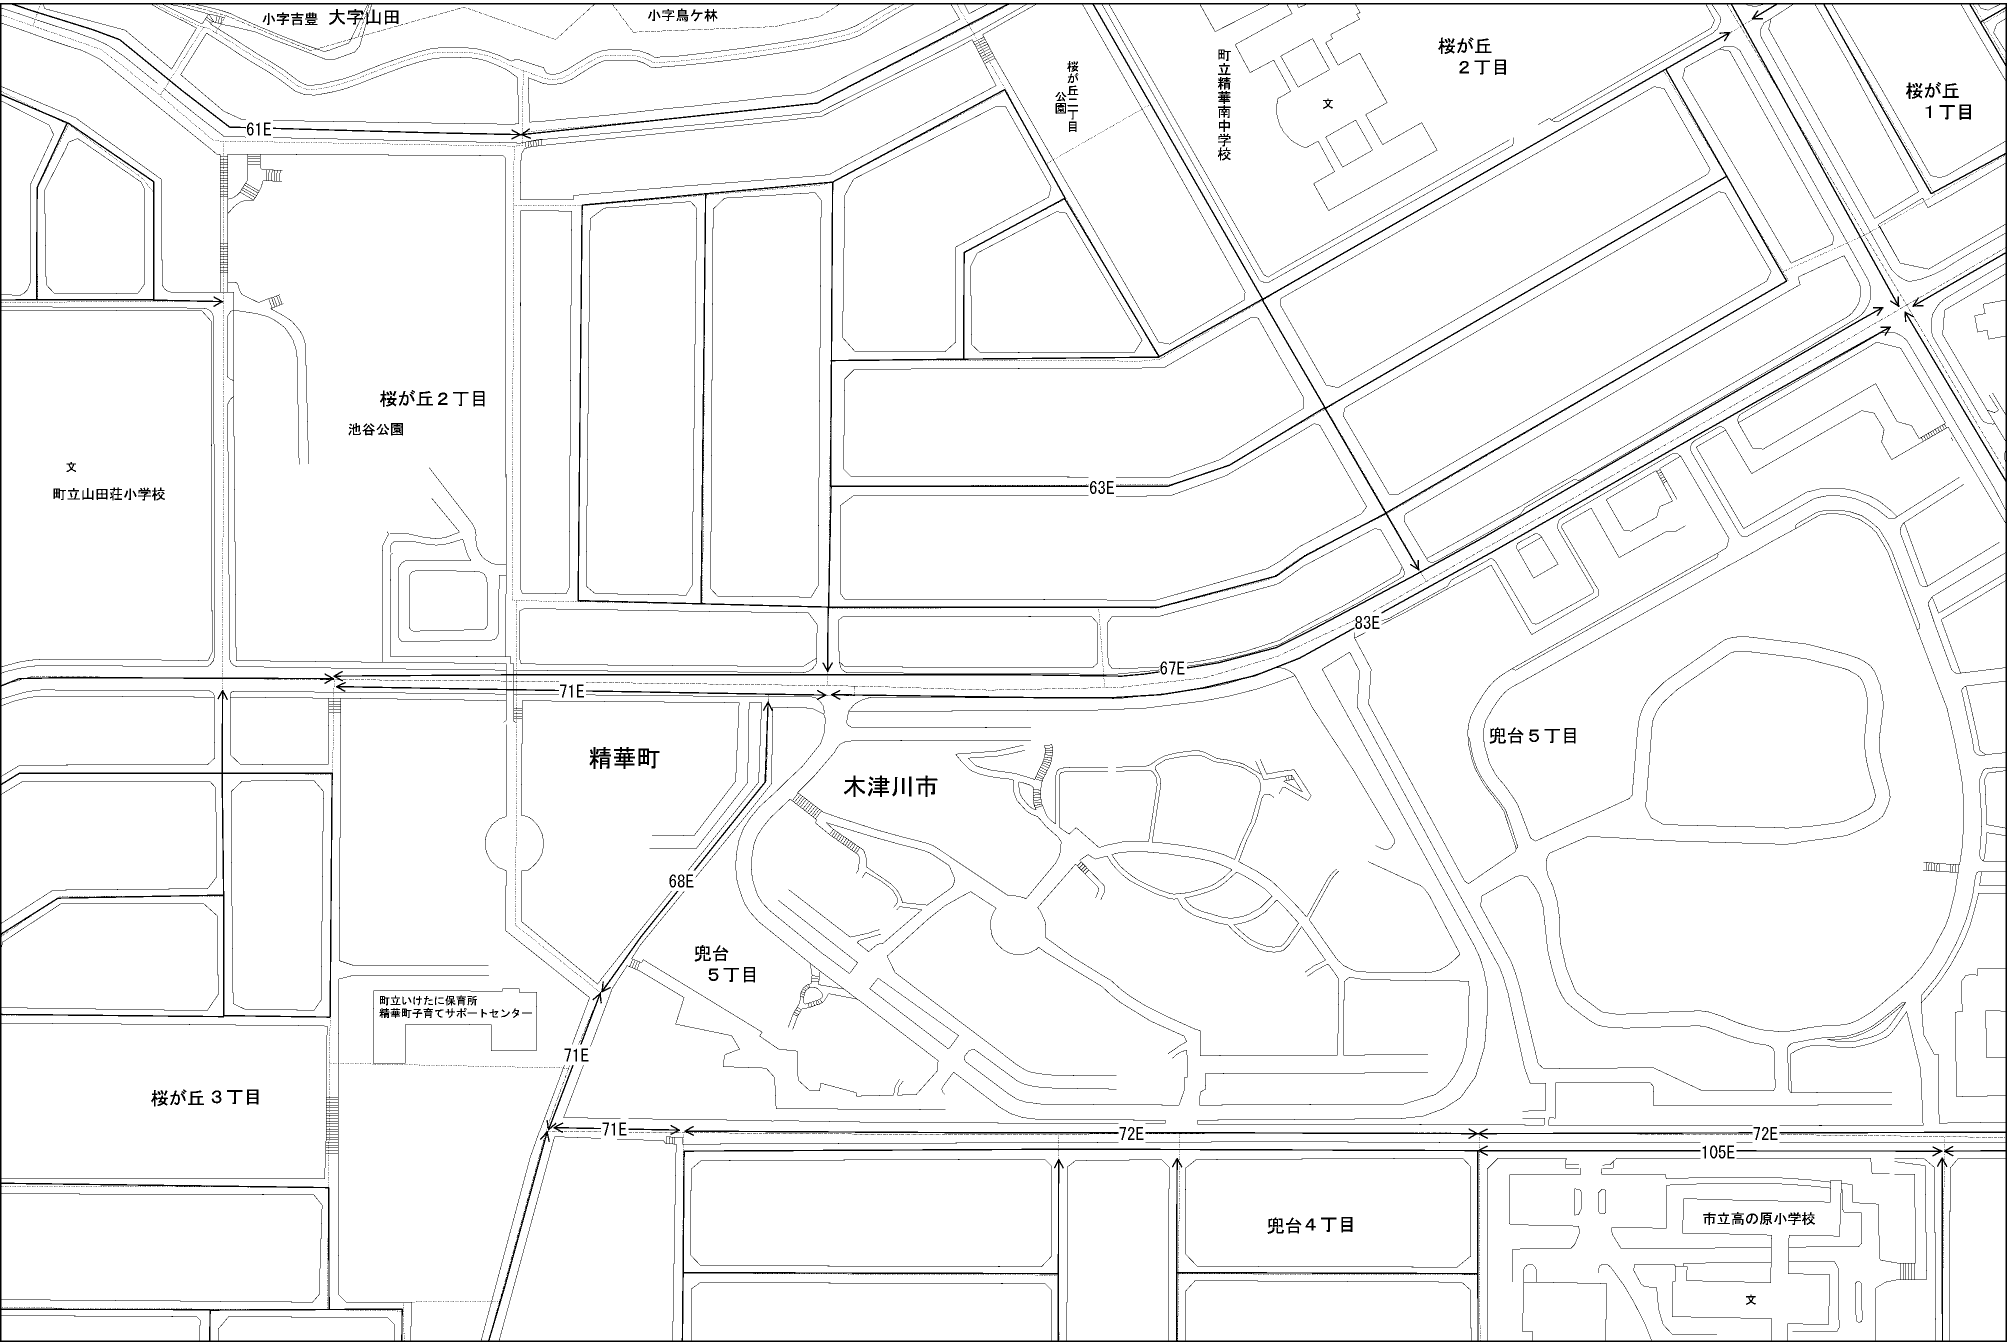 小字吉豊
大字山田
小字鳥ケ林
桜が丘
２丁目
桜が丘
１丁目
町立精華南中学校
桜が丘二丁目
公園
文
61E
桜が丘２丁目
池谷公園
文
町立山田荘小学校
63E
83E
67E
71E
兜台５丁目
精華町
木津川市
68E
兜台
５丁目
町立いけたに保育所
精華町子育てサポートセンター
71E
桜が丘３丁目
71E
72E
72E
105E
兜台４丁目
市立高の原小学校
文